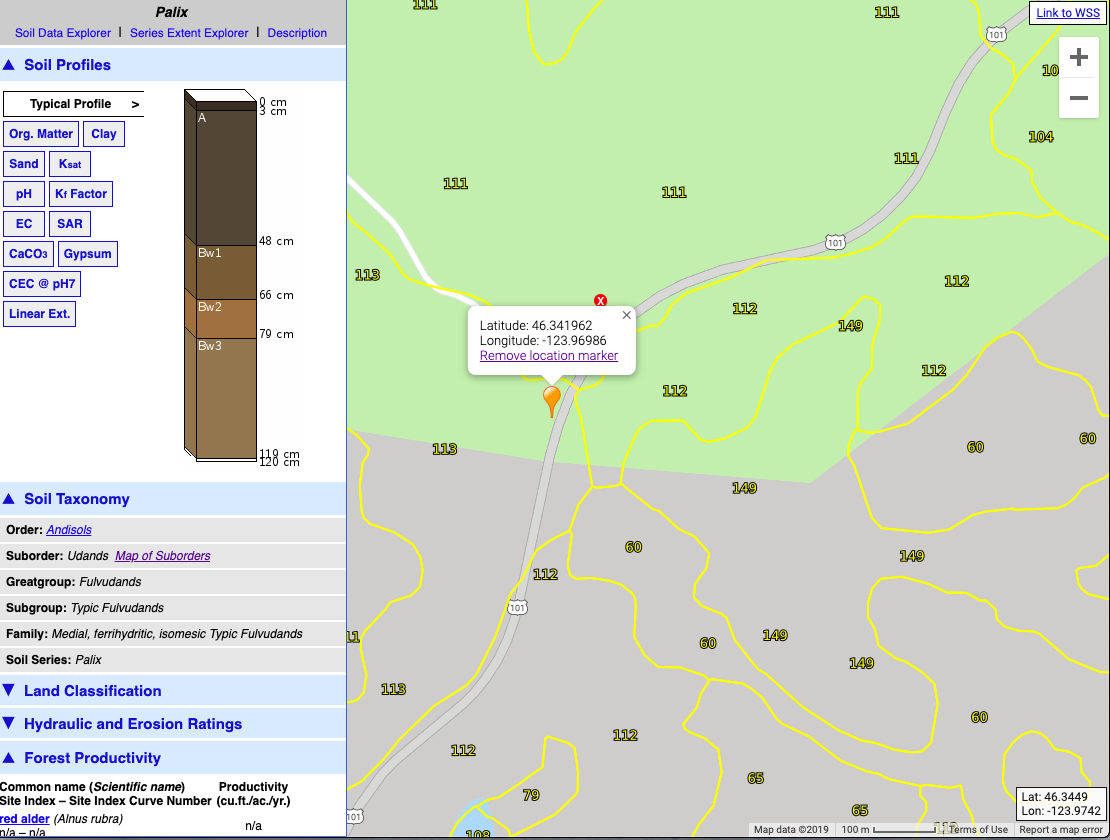 Palix
Soil Data Explorer | Series Extent Explorer | Description
▲ Soil Profiles
Typical Profile >
Org. Matter Clay
Sand Ksat
pH Kf Factor
EC SAR
CaCO3 Gypsum
CEC @ pH7
Linear Ext.
0 cm
3 cm
A
48 cm
Bw1
66 cm
Bw2
79 cm
Bw3
119 cm
120 cm
▲ Soil Taxonomy
Order: Andisols
Suborder: Udands Map of Suborders
Greatgroup: Fulvudands
Subgroup: Typic Fulvudands
Family: Medial, ferrihydritic, isomesic Typic Fulvudands
Soil Series: Palix
▼ Land Classification
▼ Hydraulic and Erosion Ratings
▲ Forest Productivity
Common name (Scientific name) Productivity
Site Index – Site Index Curve Number (cu.ft./ac./yr.)
red alder (Alnus rubra) n/a
n/a – n/a
111
111
Link to WSS
101
+
10
−
104
111
111
111
101
113
112
X
112
149
Latitude: 46.341962
Longitude: -123.96986
Remove location marker
×
112
112
60
60
113
149
60
149
112
101
11
149
60
149
113
60
112
112
65
79
65
101
108
Lat: 46.3449
Lon: -123.9742
Map data ©2019 100 m Terms of Use Report a map error